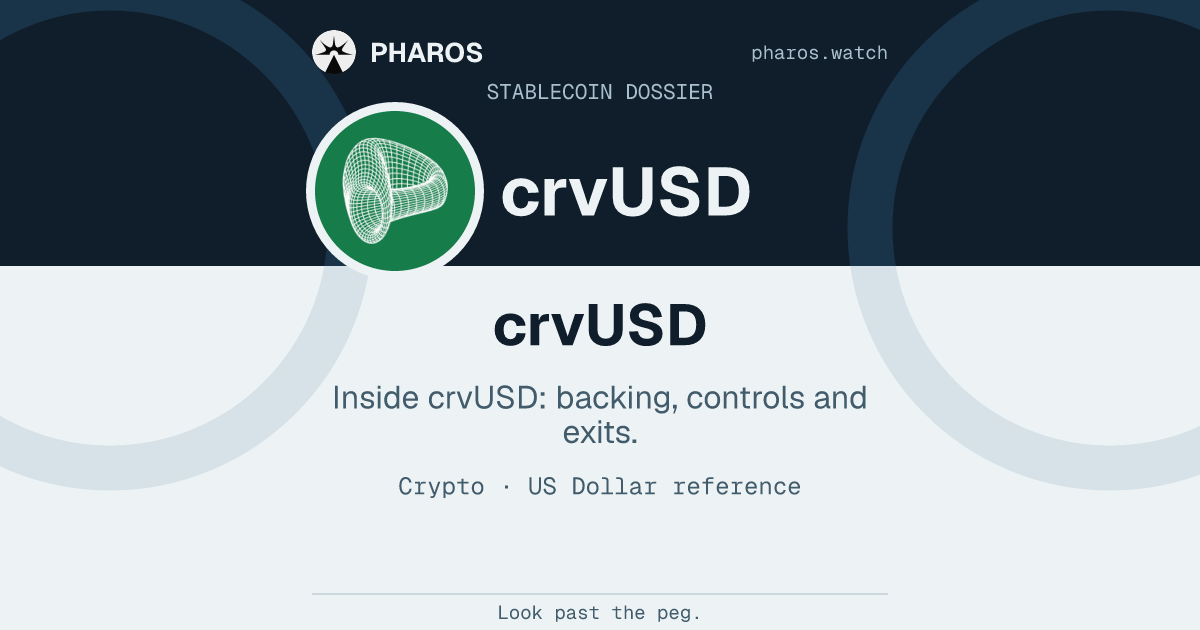 PHAROS
pharos.watch
STABLECOIN DOSSIER
crvUSD
crvUSD
Inside crvUSD: backing, controls and
exits.
Crypto · US Dollar reference
Look past the peg.